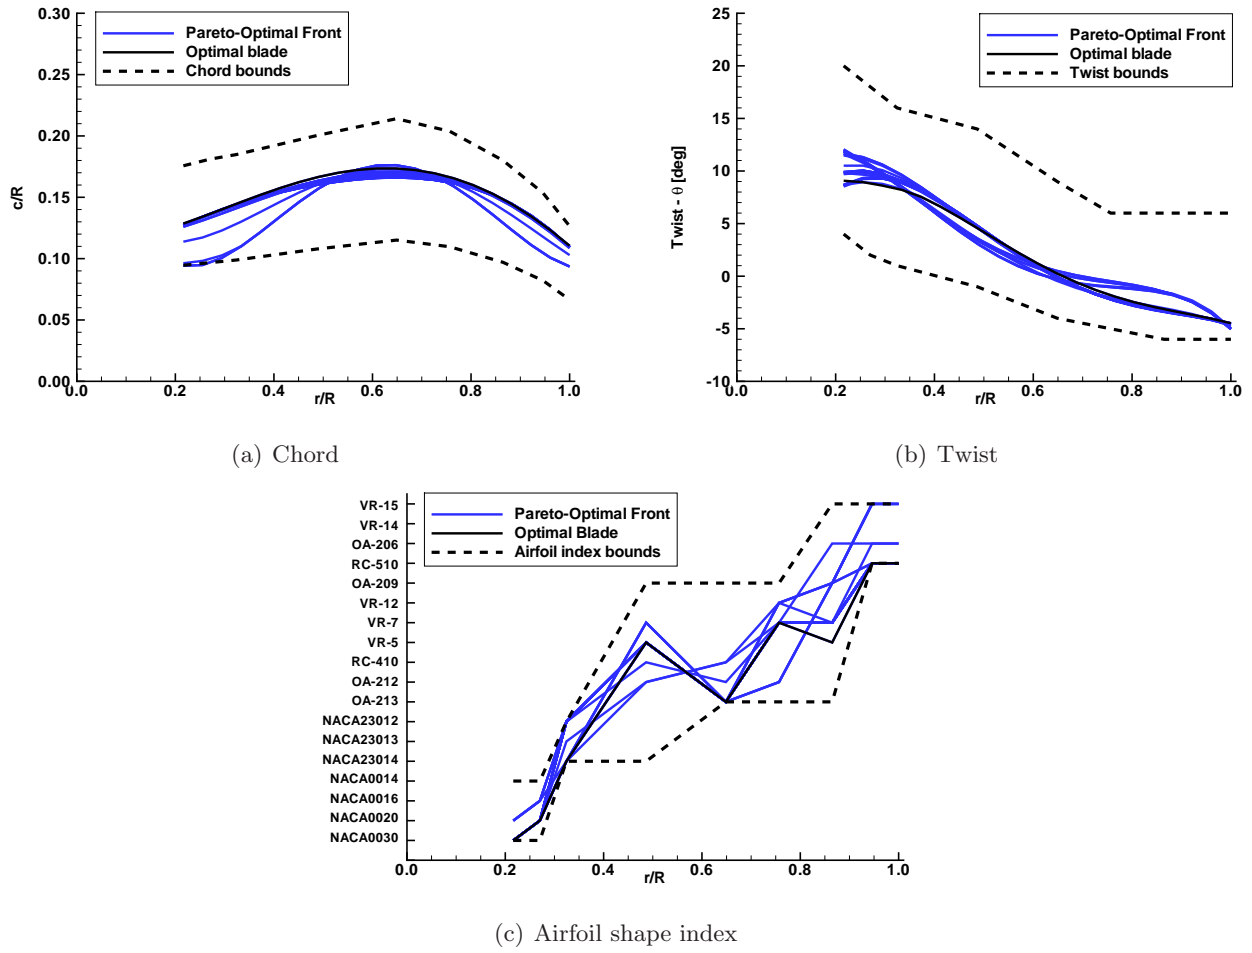 0.30
0.25
0.20
0.15
0.10
0.05
0.00
c/R
Pareto-Optimal Front
Optimal blade
Chord bounds
0.0
0.2
0.4
0.6
0.8
1.0
r/R
(a) Chord
25
20
15
10
5
0
-5
-10
Twist - θ [deg]
Pareto-Optimal Front
Optimal blade
Twist bounds
0.0
0.2
0.4
0.6
0.8
1.0
r/R
(b) Twist
VR-15
VR-14
OA-206
RC-510
OA-209
VR-12
VR-7
VR-5
RC-410
OA-212
OA-213
NACA23012
NACA23013
NACA23014
NACA0014
NACA0016
NACA0020
NACA0030
Pareto-Optimal Front
Optimal Blade
Airfoil index bounds
0.0
0.2
0.4
0.6
0.8
1.0
r/R
(c) Airfoil shape index